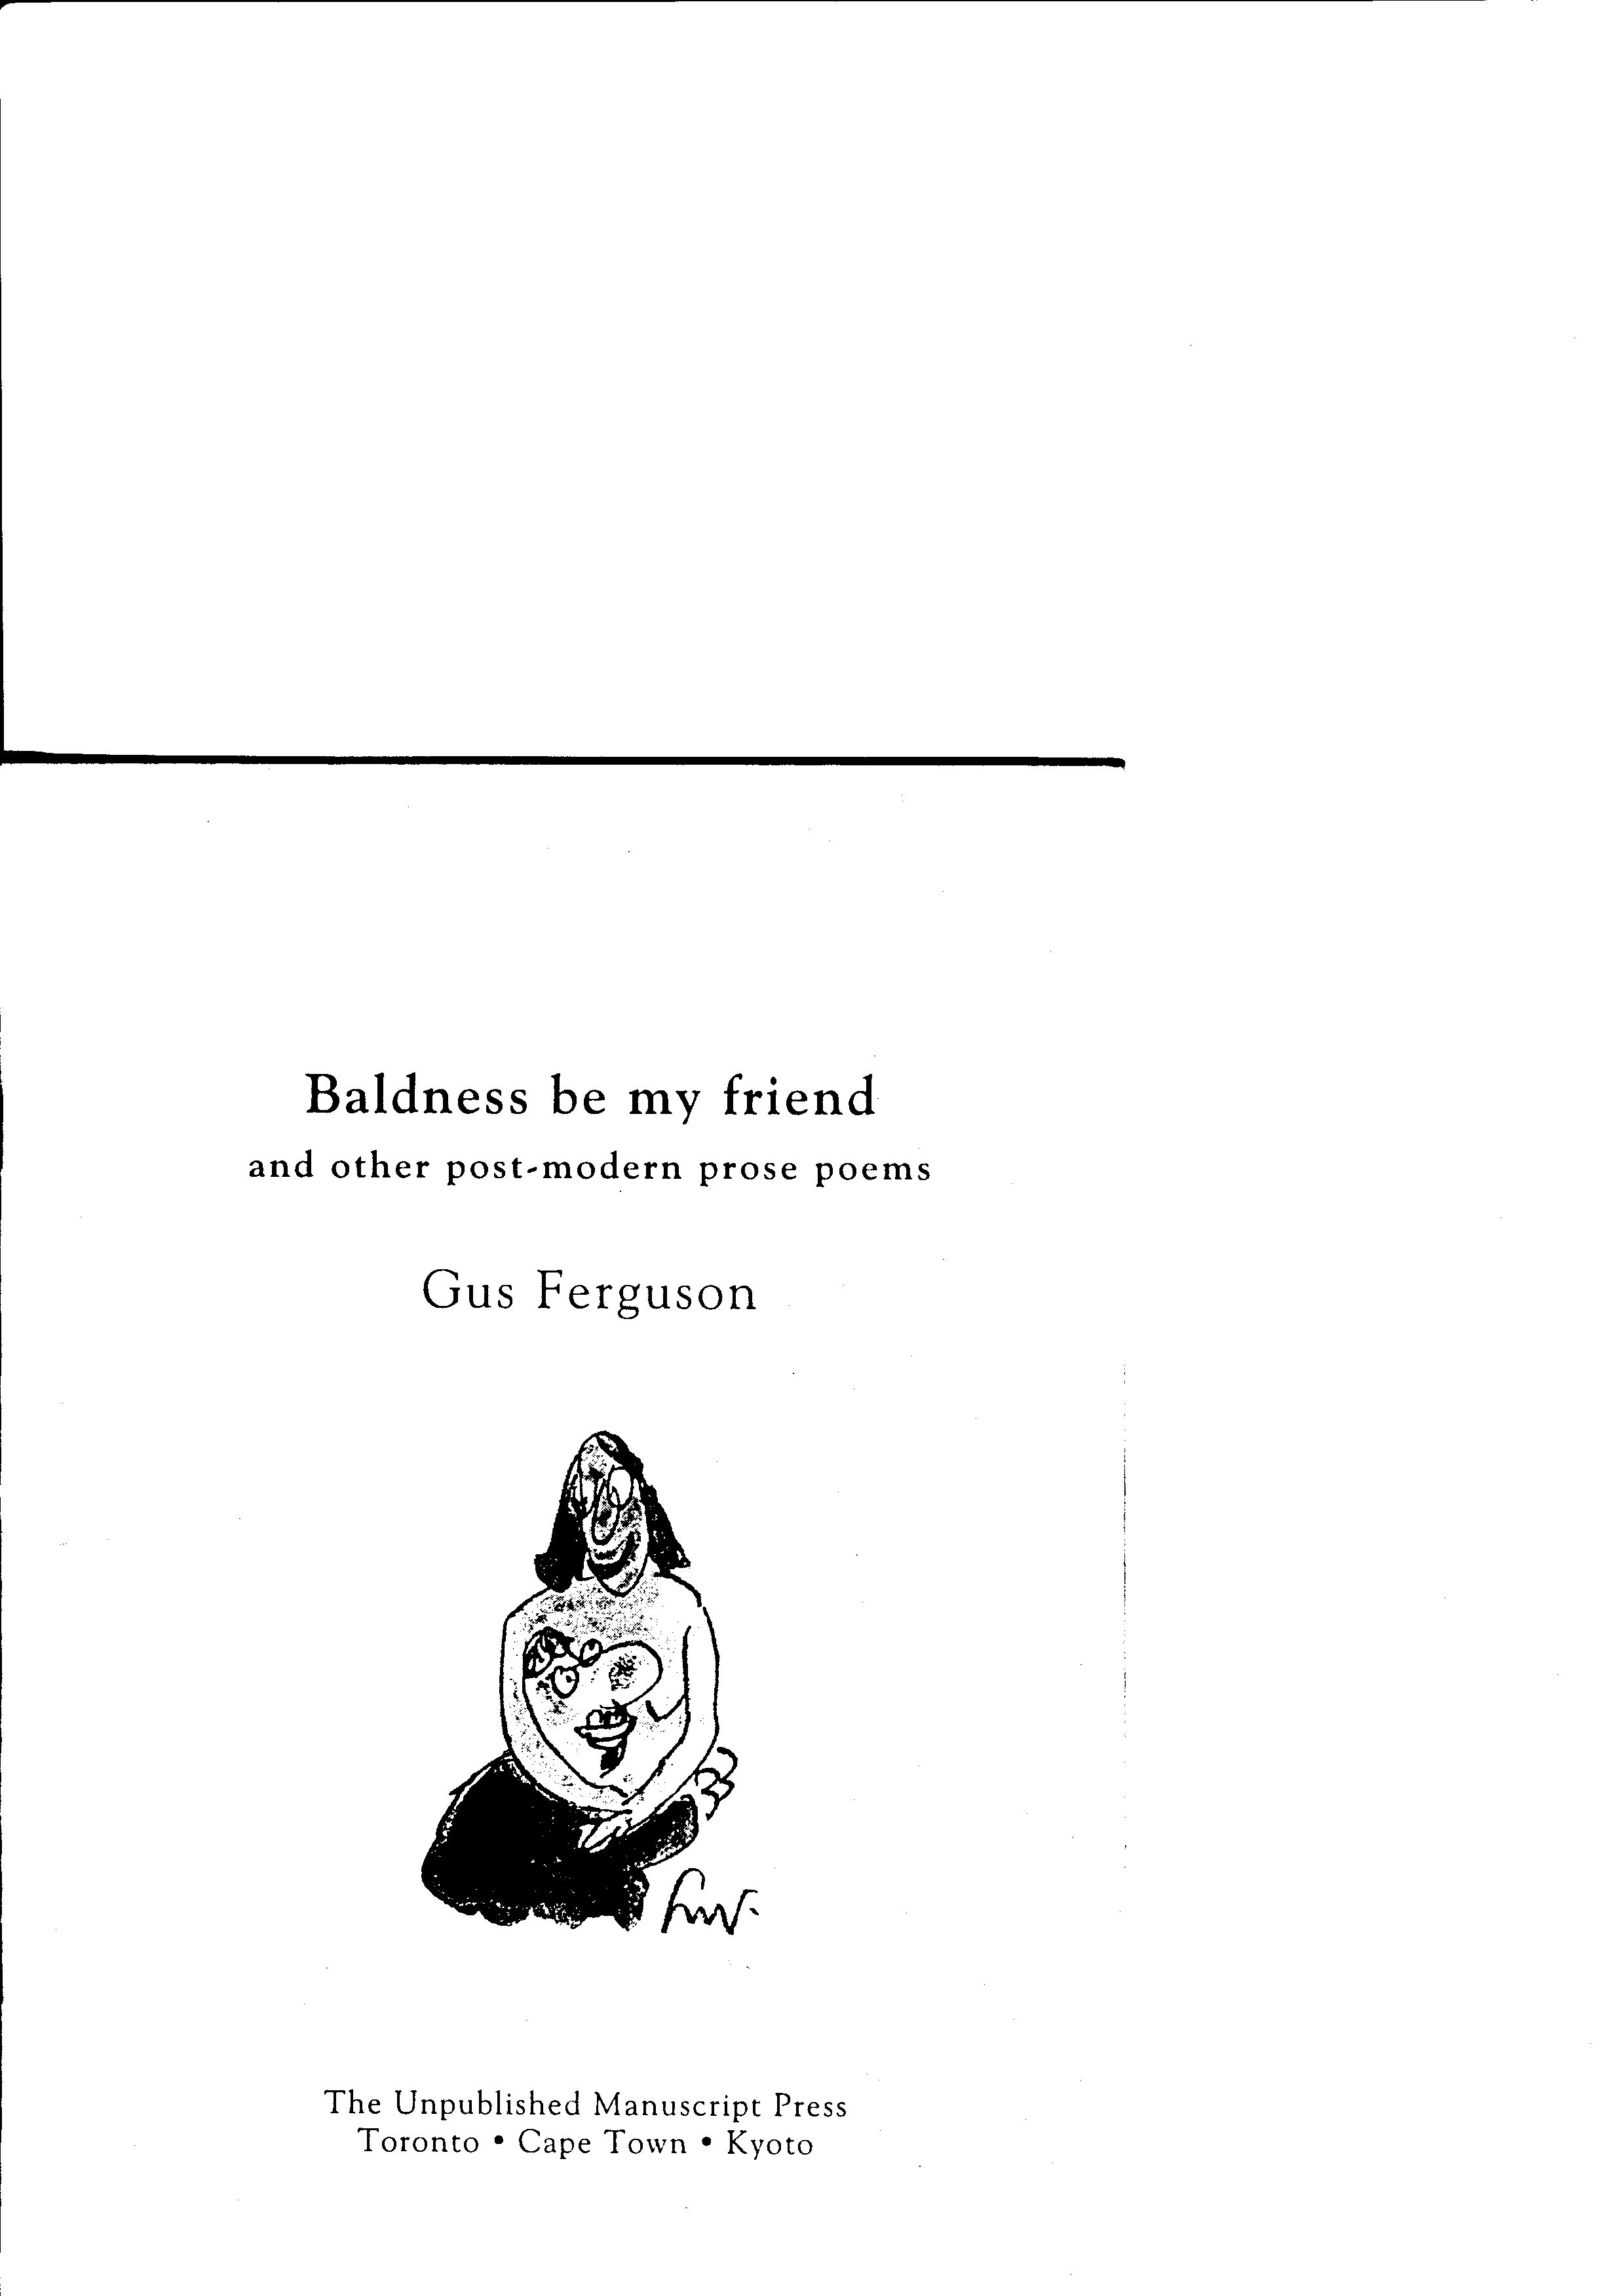 Baldness be my friend
and other post-modern prose poems
Gus Ferguson
The Unpublished Manuscript Press
Toronto • Cape Town • Kyoto